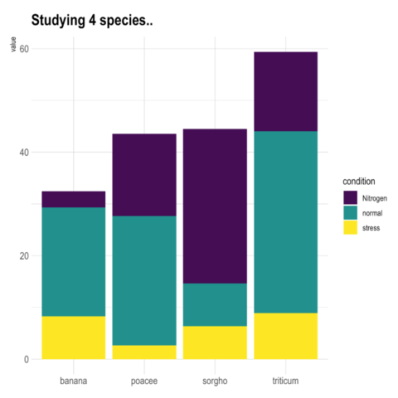 Studying 4 species..
value
60
40
20
0
banana poacee sorgho triticum
condition
Nitrogen
normal
stress